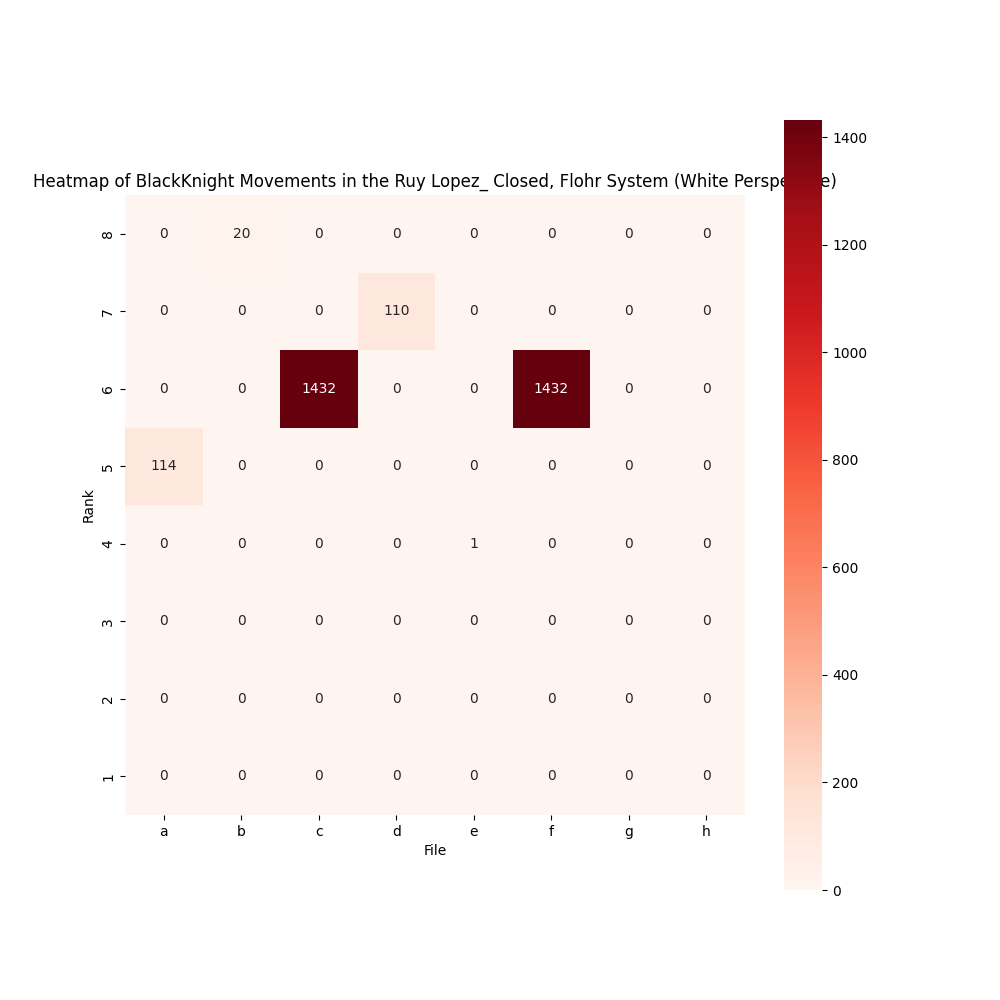 Heatmap of BlackKnight Movements in the Ruy Lopez_ Closed, Flohr System (White Perspe e)
8 0 20 0 0 0 0 0 0
7 0 0 0 110 0 0 0 0
6 0 0 1432 0 0 1432 0 0
5 114 0 0 0 0 0 0 0
4 0 0 0 0 1 0 0 0
3 0 0 0 0 0 0 0 0
2 0 0 0 0 0 0 0 0
1 0 0 0 0 0 0 0 0
a b c d e f g h
File
Rank
1400
1200
1000
800
600
400
200
0